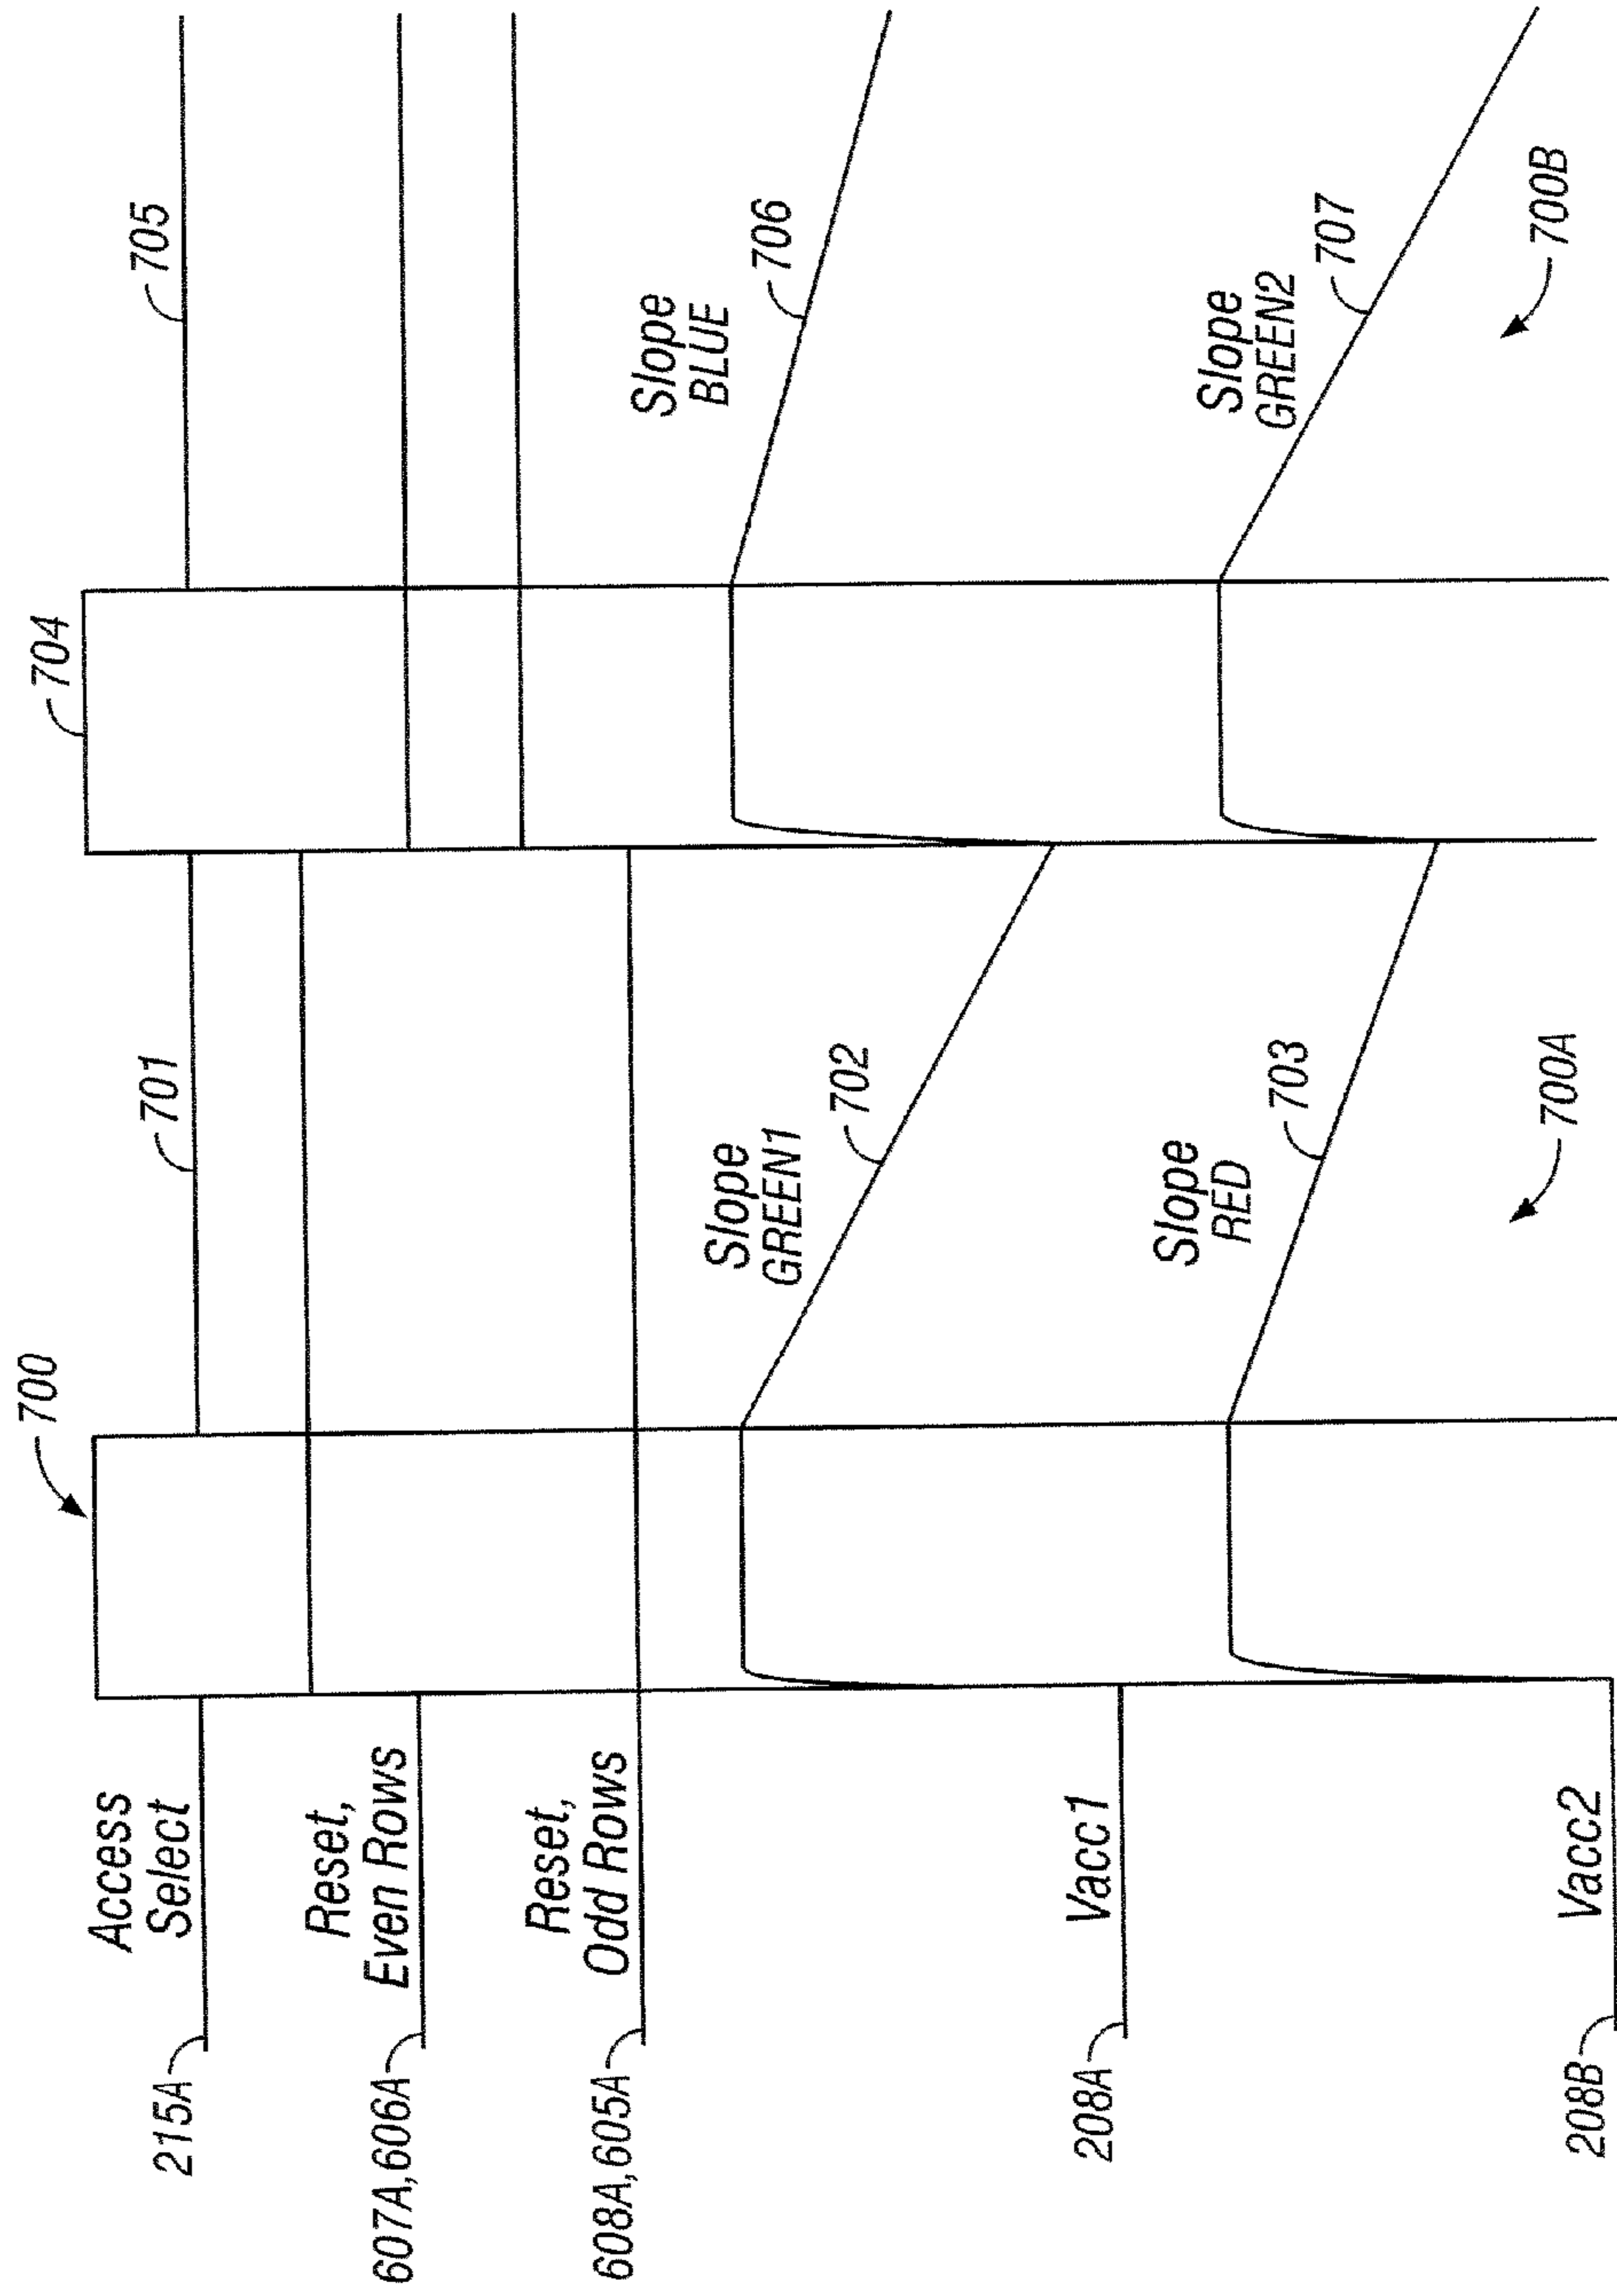 700
704
215A
Access
Select
701
705
607A,606A
Reset,
Even Rows
608A,605A
Reset,
Odd Rows
Slope
GREEN1
702
Slope
BLUE
706
208A
Vacc1
Slope
RED
703
Slope
GREEN2
707
208B
Vacc2
700A
700B